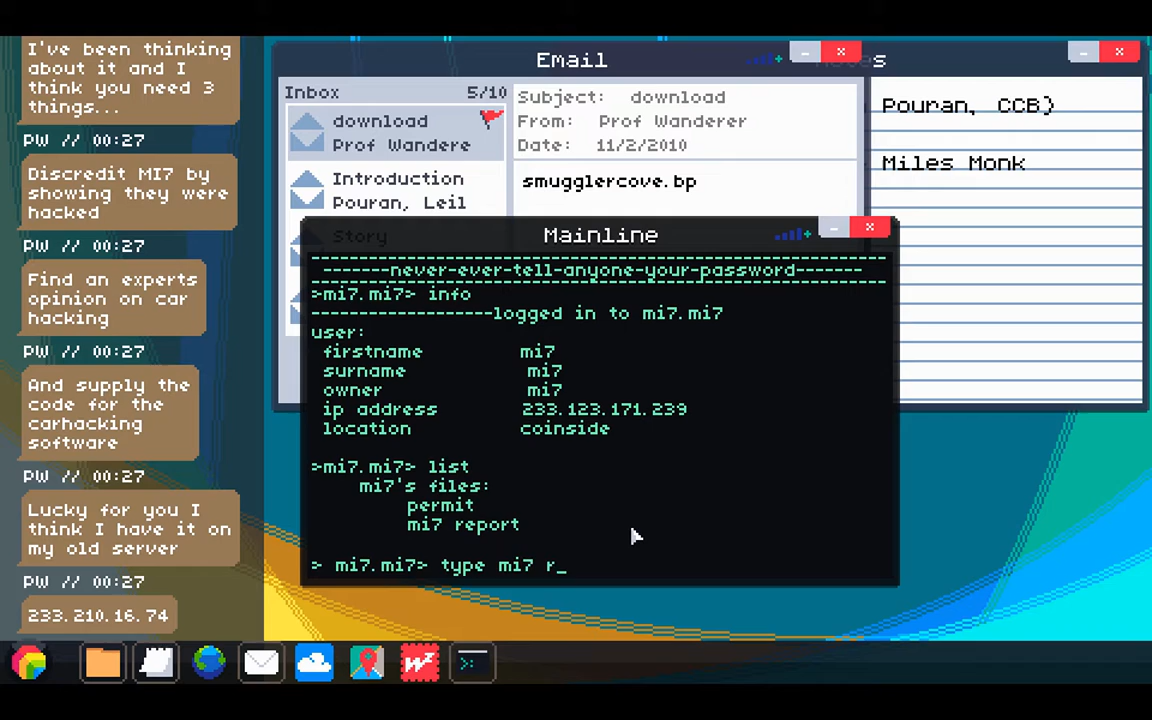 I've been thinking
about it and I
think you need 3
things...
PW // 00:27
Discredit MI7 by
showing they were
hacked
PW // 00:27
Find an experts
opinion on car
hacking
PW // 00:27
And supply the
code for the
carhacking
software
PW // 00:27
Lucky for you I
think I have it on
my old server
PW // 00:27
233.210.16.74
Email
Inbox 5/10
download
Prof Wandere
Introduction
Pouran, Leil
Story
Subject: download
From: Prof Wanderer
Date: 11/2/2010
smugglercove.bp
Pouran, CCB}
Miles Monk
Mainline
-------never-ever-tell-anyone-your-password-------
>mi7.mi7> info
-------------------logged in to mi7.mi7
user:
firstname mi7
surname mi7
owner mi7
ip address 233.123.171.239
location coinside
>mi7.mi7> list
mi7's files:
permit
mi7 report
> mi7.mi7> type mi7 r_